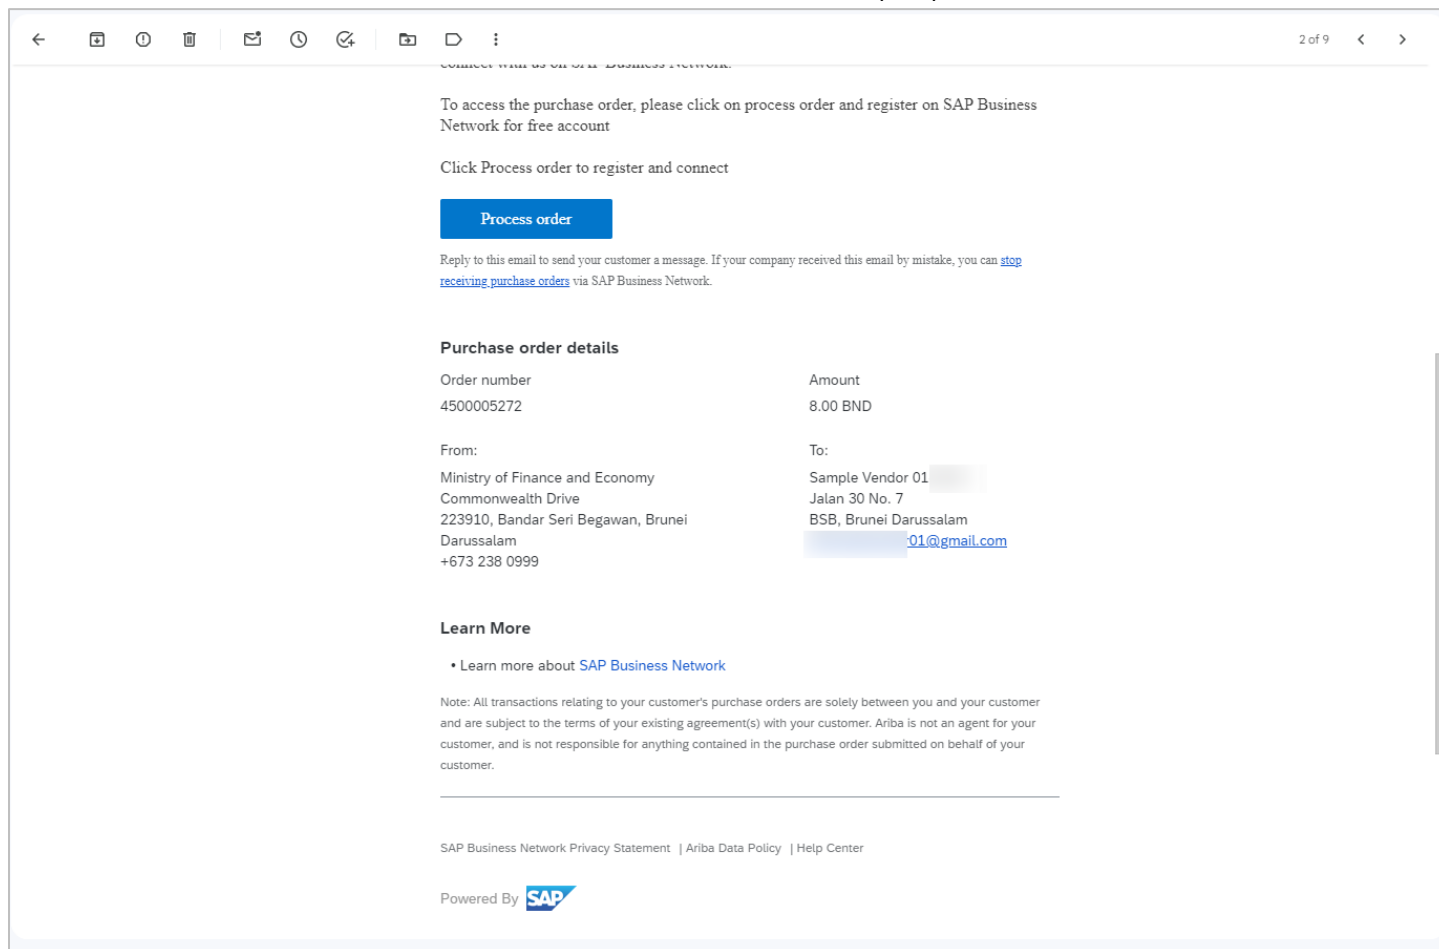 2 of 9
connect with us on SAP Business Network.
To access the purchase order, please click on process order and register on SAP Business
Network for free account
Click Process order to register and connect
Process order
Reply to this email to send your customer a message. If your company received this email by mistake, you can stop
receiving purchase orders via SAP Business Network.
Purchase order details
Order number
Amount
4500005272
8.00 BND
From:
To:
Ministry of Finance and Economy
Sample Vendor 01
Commonwealth Drive
Jalan 30 No. 7
223910, Bandar Seri Begawan, Brunei
BSB, Brunei Darussalam
Darussalam
01@gmail.com
+673 238 0999
Learn More
• Learn more about SAP Business Network
Note: All transactions relating to your customer's purchase orders are solely between you and your customer
and are subject to the terms of your existing agreement(s) with your customer. Ariba is not an agent for your
customer, and is not responsible for anything contained in the purchase order submitted on behalf of your
customer.
SAP Business Network Privacy Statement | Ariba Data Policy | Help Center
Powered By SAP